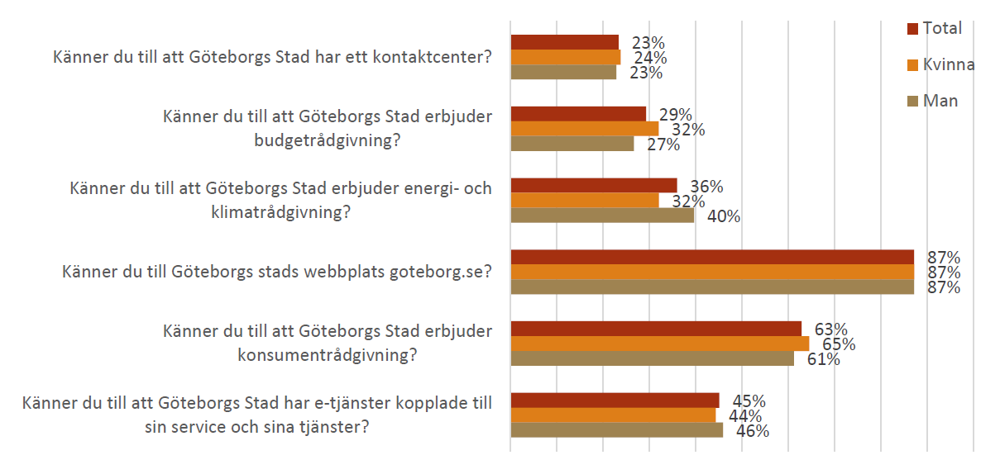 Total
Kvinna
Man
Känner du till att Göteborgs Stad har ett kontaktcenter?
23%
24%
23%
Känner du till att Göteborgs Stad erbjuder
budgetrådgivning?
29%
32%
27%
Känner du till att Göteborgs Stad erbjuder energi- och
klimatrådgivning?
36%
32%
40%
Känner du till Göteborgs stads webbplats goteborg.se?
87%
87%
87%
Känner du till att Göteborgs Stad erbjuder
konsumentrådgivning?
63%
65%
61%
Känner du till att Göteborgs Stad har e-tjänster kopplade till
sin service och sina tjänster?
45%
44%
46%